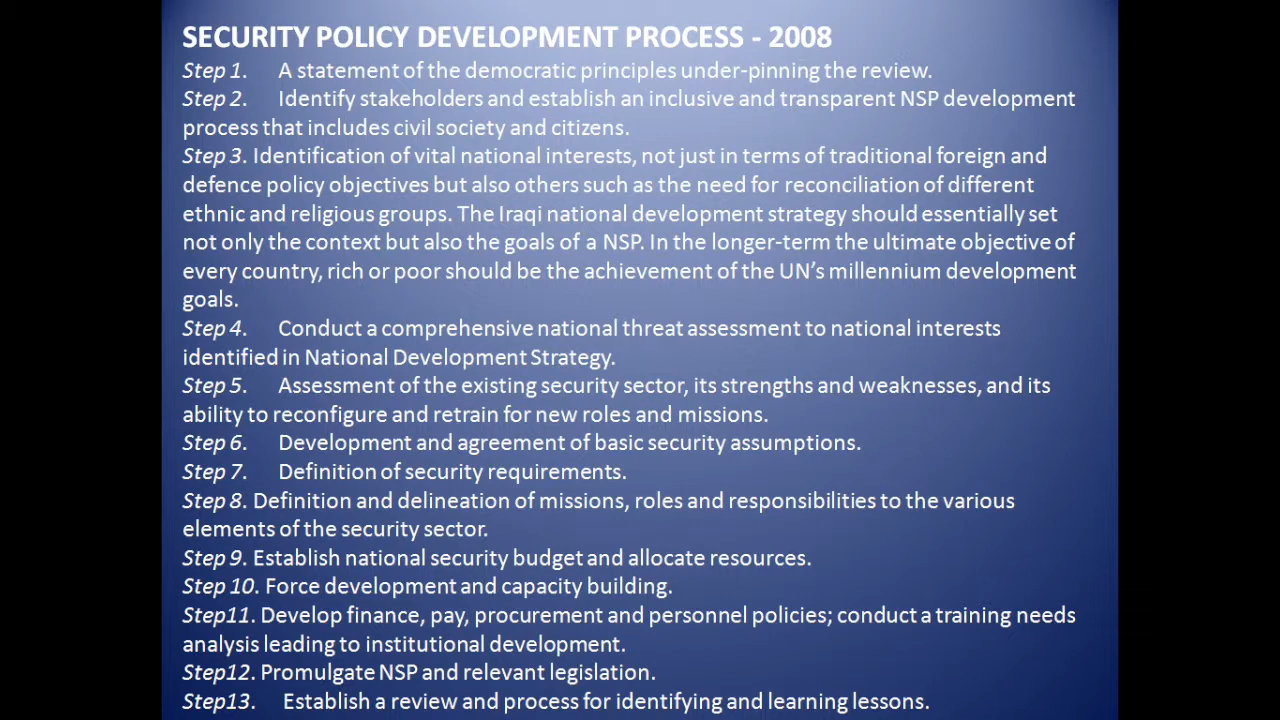 SECURITY POLICY DEVELOPMENT PROCESS - 2008
Step 1. A statement of the democratic principles under-pinning the review.
Step 2. Identify stakeholders and establish an inclusive and transparent NSP development
process that includes civil society and citizens.
Step 3. Identification of vital national interests, not just in terms of traditional foreign and
defence policy objectives but also others such as the need for reconciliation of different
ethnic and religious groups. The Iraqi national development strategy should essentially set
not only the context but also the goals of a NSP. In the longer-term the ultimate objective of
every country, rich or poor should be the achievement of the UN’s millennium development
goals.
Step 4. Conduct a comprehensive national threat assessment to national interests
identified in National Development Strategy.
Step 5. Assessment of the existing security sector, its strengths and weaknesses, and its
ability to reconfigure and retrain for new roles and missions.
Step 6. Development and agreement of basic security assumptions.
Step 7. Definition of security requirements.
Step 8. Definition and delineation of missions, roles and responsibilities to the various
elements of the security sector.
Step 9. Establish national security budget and allocate resources.
Step 10. Force development and capacity building.
Step11. Develop finance, pay, procurement and personnel policies; conduct a training needs
analysis leading to institutional development.
Step12. Promulgate NSP and relevant legislation.
Step13. Establish a review and process for identifying and learning lessons.